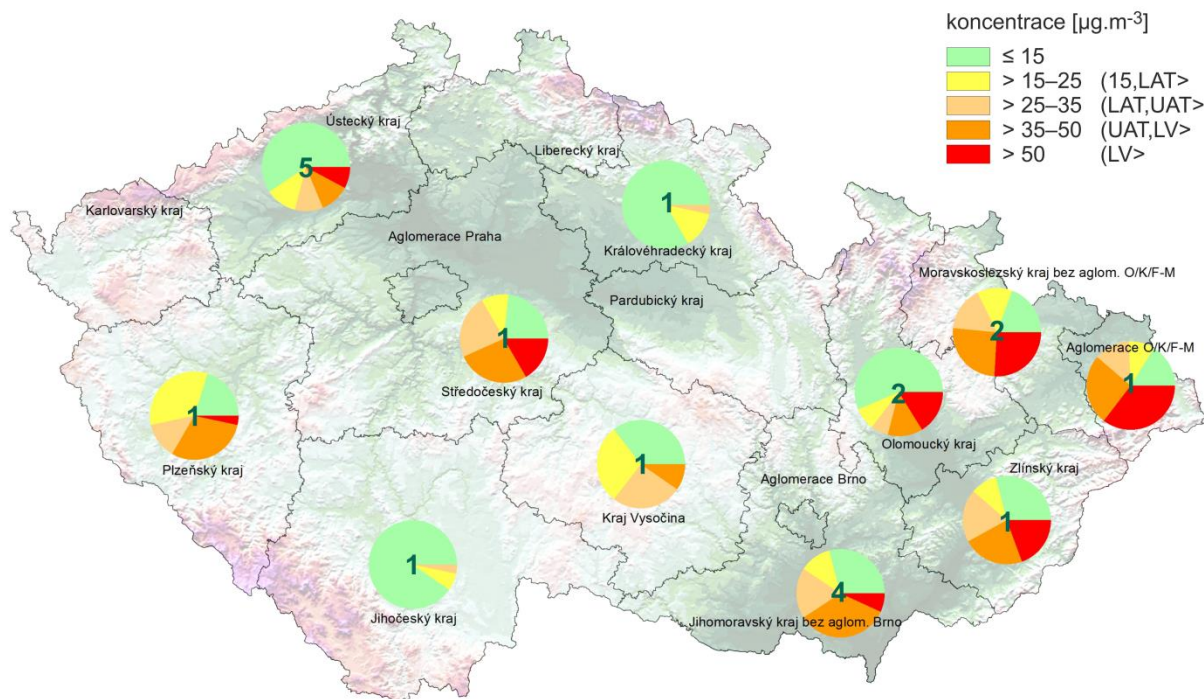 koncentrace [µg.m-3]
≤ 15
> 15–25 (15,LAT>
> 25–35 (LAT,UAT>
> 35–50 (UAT,LV>
> 50 (LV>
Ústecký kraj
5
Liberecký kraj
Karlovarský kraj
1
Aglomerace Praha
Královéhradecký kraj
Moravskoslezský kraj bez aglom. O/K/F-M
Pardubický kraj
1
2
Aglomerace O/K/F-M
Středočeský kraj
1
2
1
Olomoucký kraj
Plzeňský kraj
1
Zlínský kraj
Aglomerace Brno
Kraj Vysočina
1
1
4
Jihočeský kraj
Jihomoravský kraj bez aglom. Brno